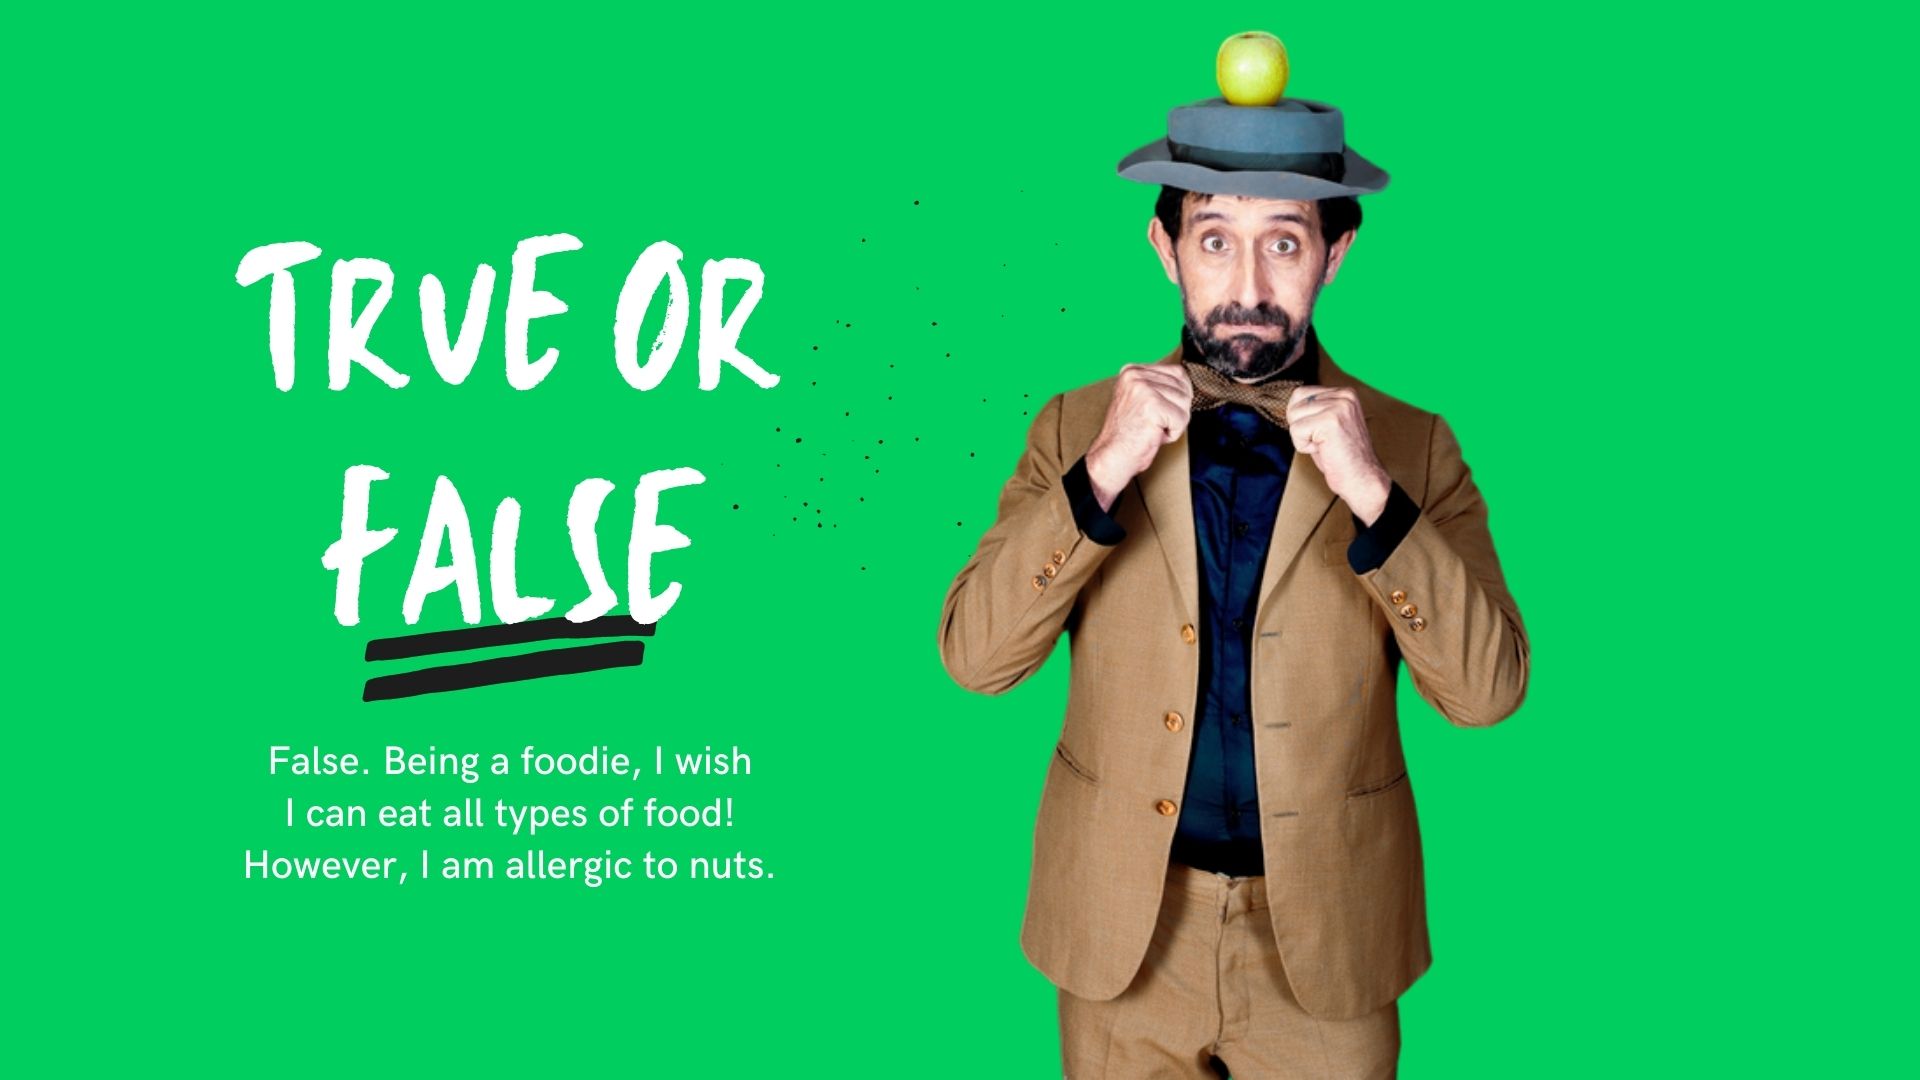 TRUE OR
FALSE
False. Being a foodie, I wish
I can eat all types of food!
However, I am allergic to nuts.